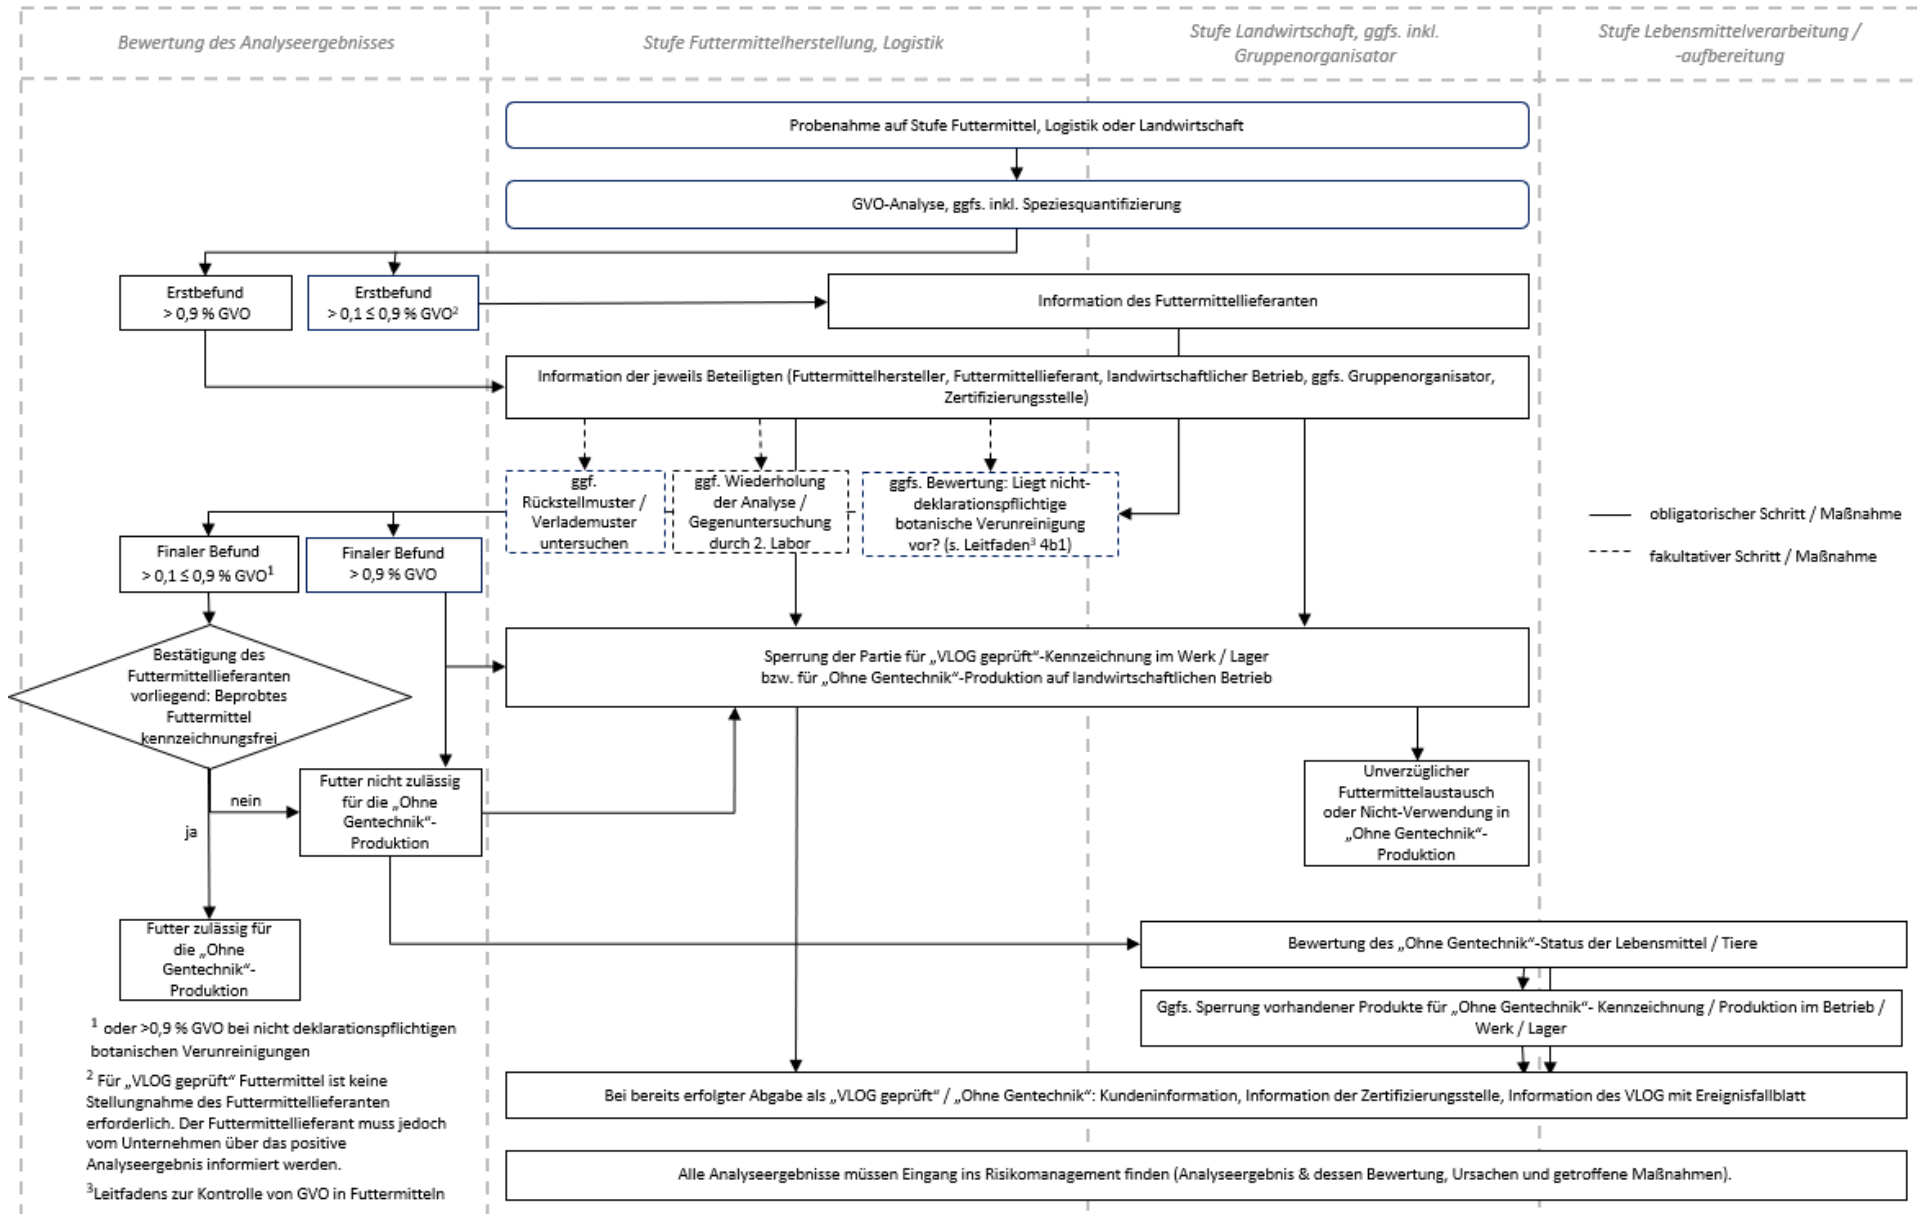 Bewertung des Analyseergebnisses
Stufe Futtermittelherstellung, Logistik
Stufe Landwirtschaft, ggfs. inkl.
Gruppenorganisator
Stufe Lebensmittelverarbeitung /
-aufbereitung
Probenahme auf Stufe Futtermittel, Logistik oder Landwirtschaft
GVO-Analyse, ggfs. inkl. Speziesquantifizierung
Erstbefund
> 0,9 % GVO
Erstbefund
> 0,1 ≤ 0,9 % GVO²
Information des Futtermittellieferanten
Information der jeweils Beteiligten (Futtermittelhersteller, Futtermittellieferant, landwirtschaftlicher Betrieb, ggfs. Gruppenorganisator,
Zertifizierungsstelle)
ggf.
Rückstellmuster /
Verlademuster
untersuchen
ggf. Wiederholung
der Analyse /
Gegenuntersuchung
durch 2. Labor
ggfs. Bewertung: Liegt nicht-
deklarationspflichtige
botanische Verunreinigung
vor? (s. Leitfaden³ 4b1)
obligatorischer Schritt / Maßnahme
fakultativer Schritt / Maßnahme
Finaler Befund
> 0,1 ≤ 0,9 % GVO¹
Finaler Befund
> 0,9 % GVO
Bestätigung des
Futtermittellieferanten
vorliegend: Beprobtes
Futtermittel
kennzeichnungsfrei
Sperrung der Partie für „VLOG geprüft“-Kennzeichnung im Werk / Lager
bzw. für „Ohne Gentechnik“-Produktion auf landwirtschaftlichen Betrieb
nein
ja
Futter nicht zulässig
für die „Ohne
Gentechnik“-
Produktion
Unverzüglicher
Futtermittelaustausch
oder Nicht-Verwendung in
„Ohne Gentechnik“-
Produktion
Futter zulässig für
die „Ohne
Gentechnik“-
Produktion
Bewertung des „Ohne Gentechnik“-Status der Lebensmittel / Tiere
Ggfs. Sperrung vorhandener Produkte für „Ohne Gentechnik“- Kennzeichnung / Produktion im Betrieb /
Werk / Lager
Bei bereits erfolgter Abgabe als „VLOG geprüft“ / „Ohne Gentechnik“: Kundeninformation, Information der Zertifizierungsstelle, Information des VLOG mit Ereignisfallblatt
Alle Analyseergebnisse müssen Eingang ins Risikomanagement finden (Analyseergebnis & dessen Bewertung, Ursachen und getroffene Maßnahmen).
¹ oder >0,9 % GVO bei nicht deklarationspflichtigen
botanischen Verunreinigungen
² Für „VLOG geprüft“ Futtermittel ist keine
Stellungnahme des Futtermittellieferanten
erforderlich. Der Futtermittellieferant muss jedoch
vom Unternehmen über das positive
Analyseergebnis informiert werden.
³Leitfadens zur Kontrolle von GVO in Futtermitteln